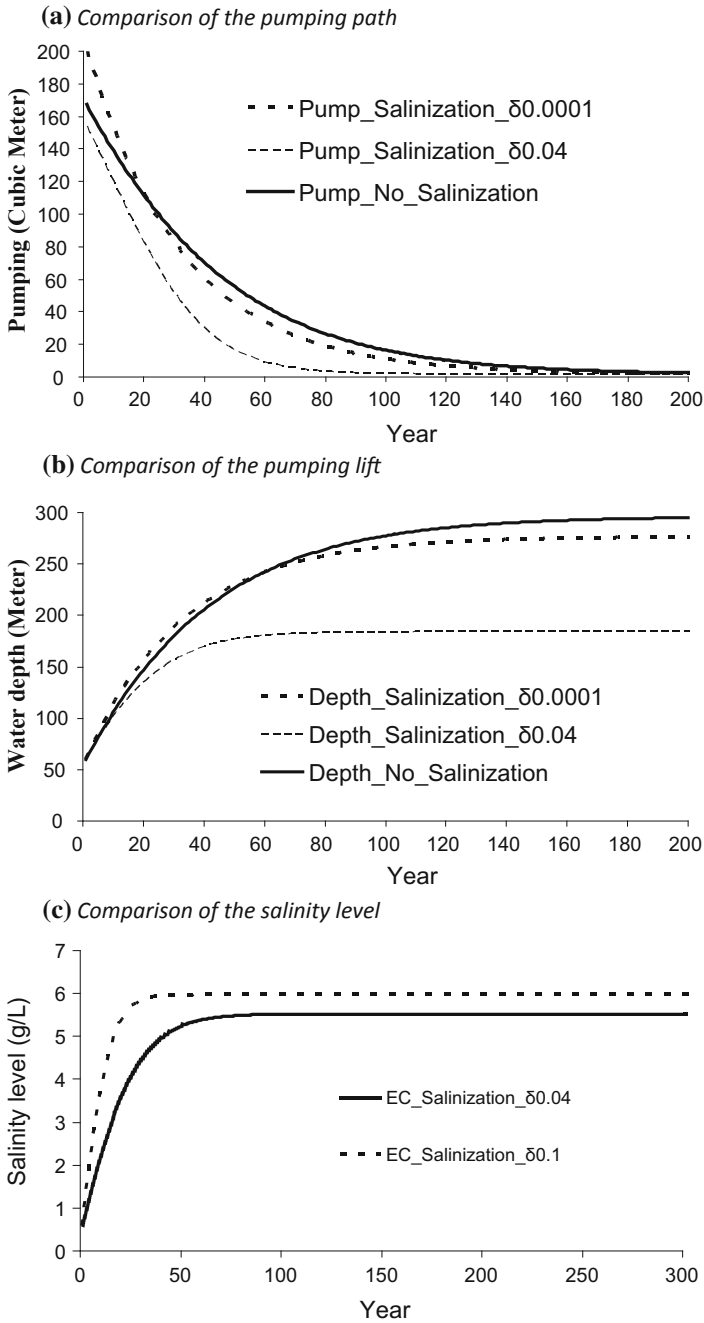 (a) Comparison of the pumping path
Pumping (Cubic Meter)
200
180
160
140
120
100
80
60
40
20
0
Pump_Salinization_δ0.0001
Pump_Salinization_δ0.04
Pump_No_Salinization
0 20 40 60 80 100 120 140 160 180 200
Year
(b) Comparison of the pumping lift
Water depth (Meter)
300
250
200
150
100
50
0
Depth_Salinization_δ0.0001
Depth_Salinization_δ0.04
Depth_No_Salinization
0 20 40 60 80 100 120 140 160 180 200
Year
(c) Comparison of the salinity level
Salinity level (g/L)
7
6
5
4
3
2
1
0
EC_Salinization_δ0.04
EC_Salinization_δ0.1
0 50 100 150 200 250 300
Year